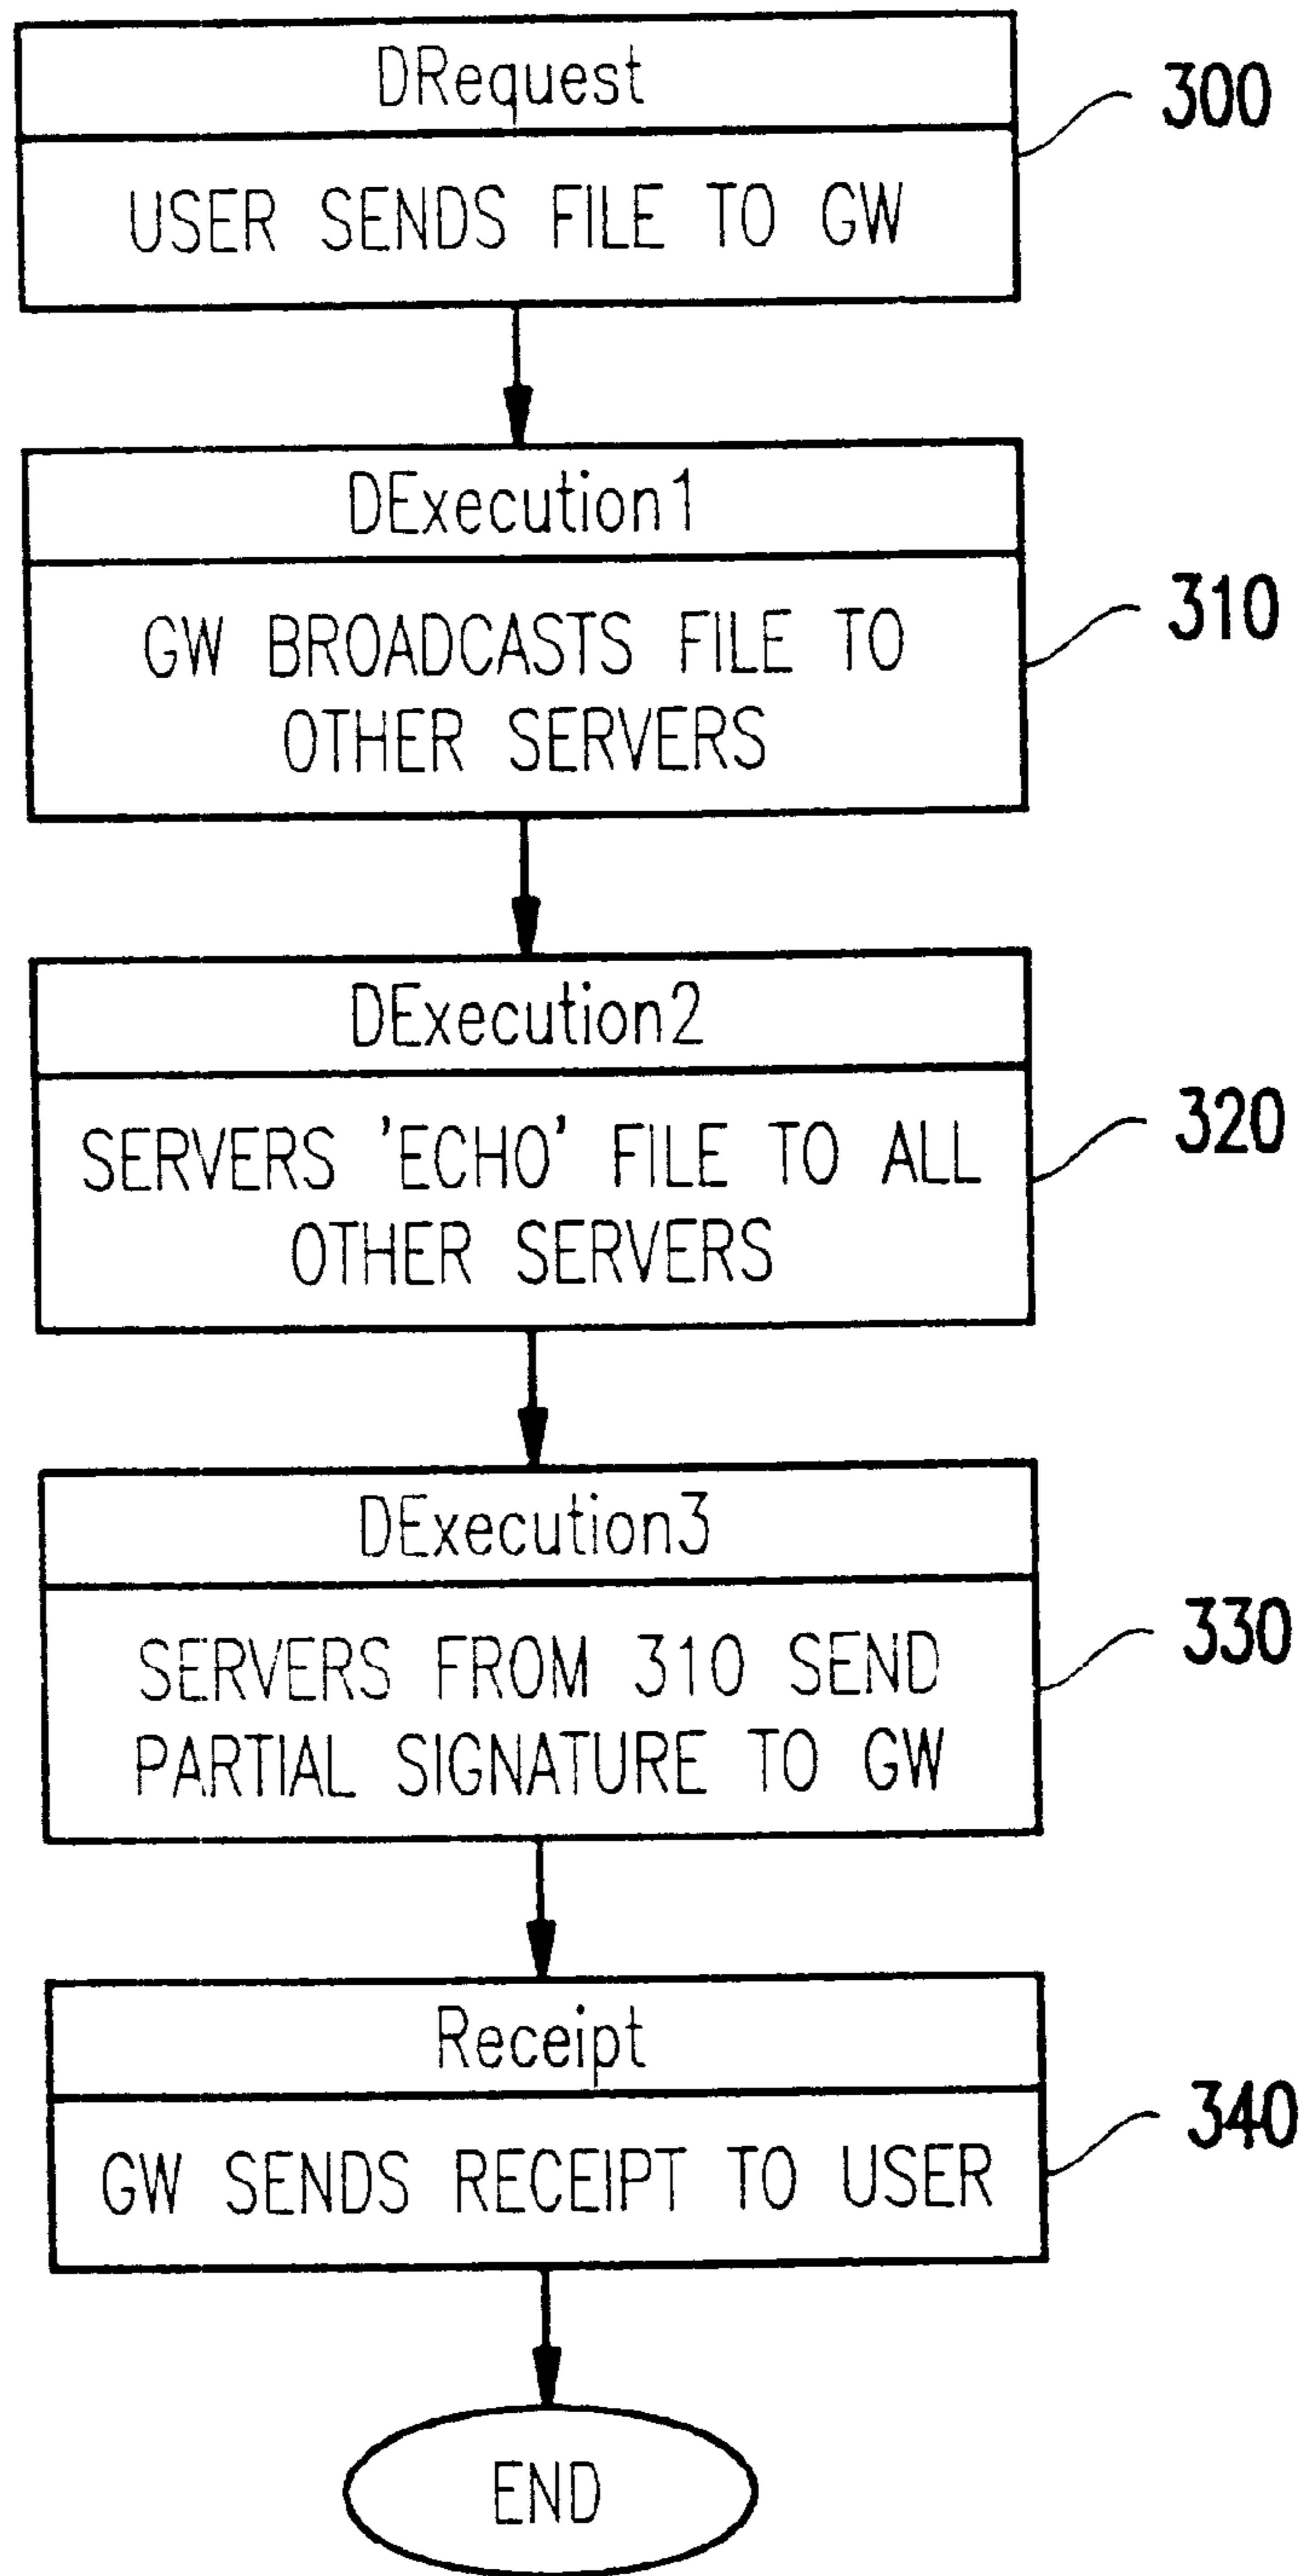 DRequest
300
USER SENDS FILE TO GW
DExecution1
GW BROADCASTS FILE TO
OTHER SERVERS
310
DExecution2
SERVERS 'ECHO' FILE TO ALL
OTHER SERVERS
320
DExecution3
SERVERS FROM 310 SEND
PARTIAL SIGNATURE TO GW
330
Receipt
GW SENDS RECEIPT TO USER
340
END